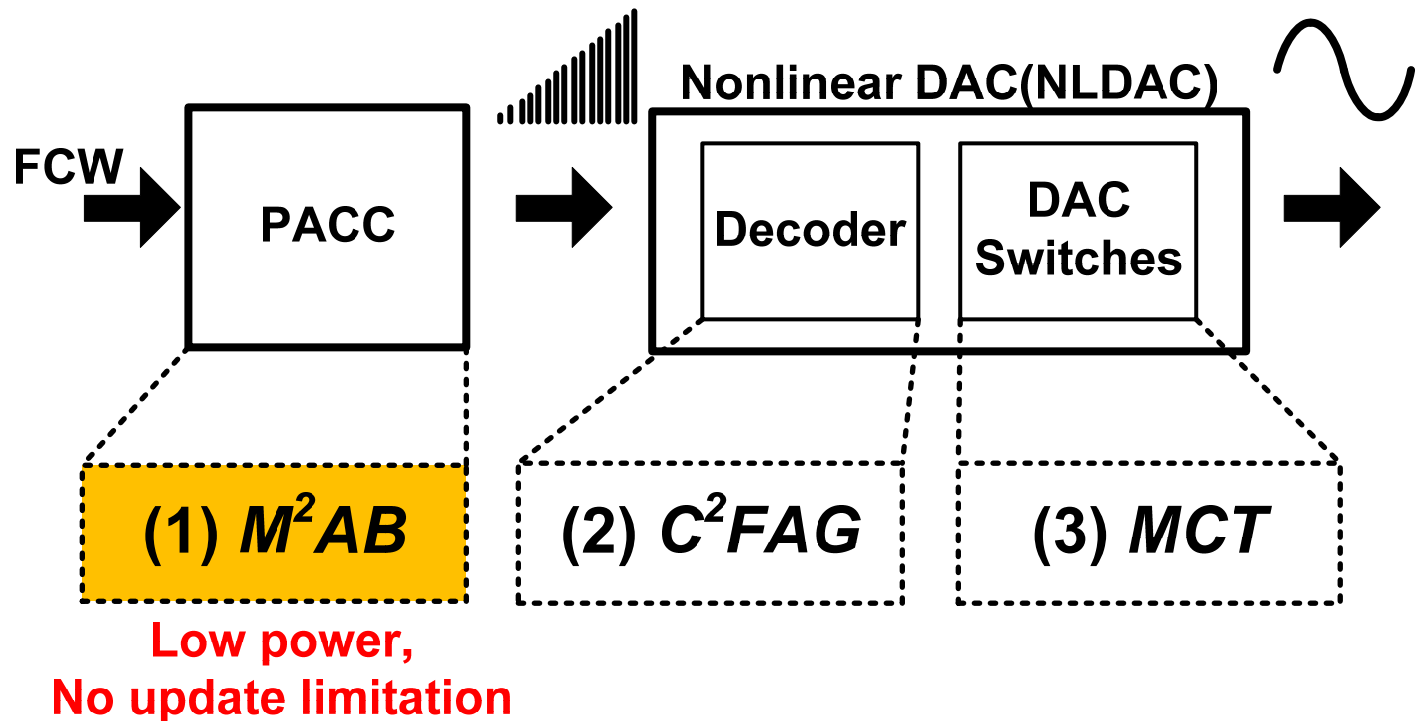 Nonlinear DAC(NLDAC)
FCW
PACC
Decoder
DAC
Switches
(1) M²AB
(2) C²FAG
(3) MCT
Low power,
No update limitation